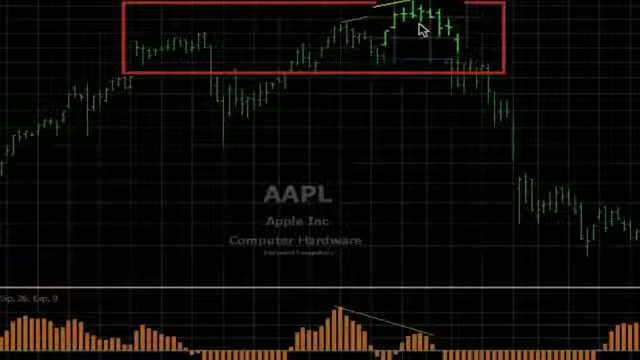 AAPL
Apple Inc
Computer Hardware
Exp, 26, Exp, 9